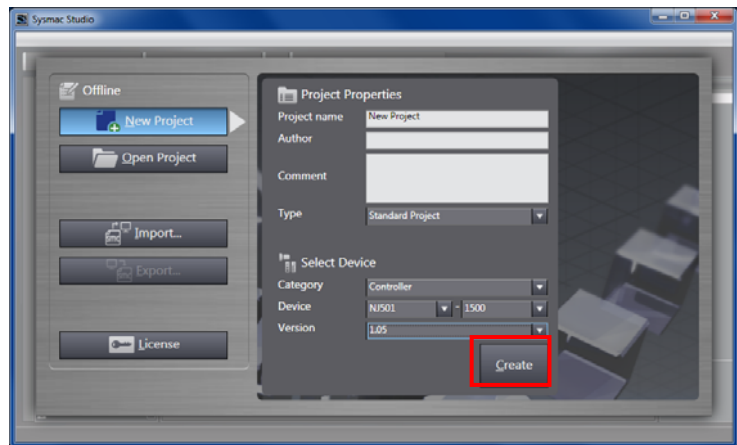 Sysmac Studio
Offline
New Project
Open Project
Import...
Export...
License
Project Properties
Project name New Project
Author
Comment
Type Standard Project
Select Device
Category Controller
Device NJ501 - 1500
Version 1.05
Create